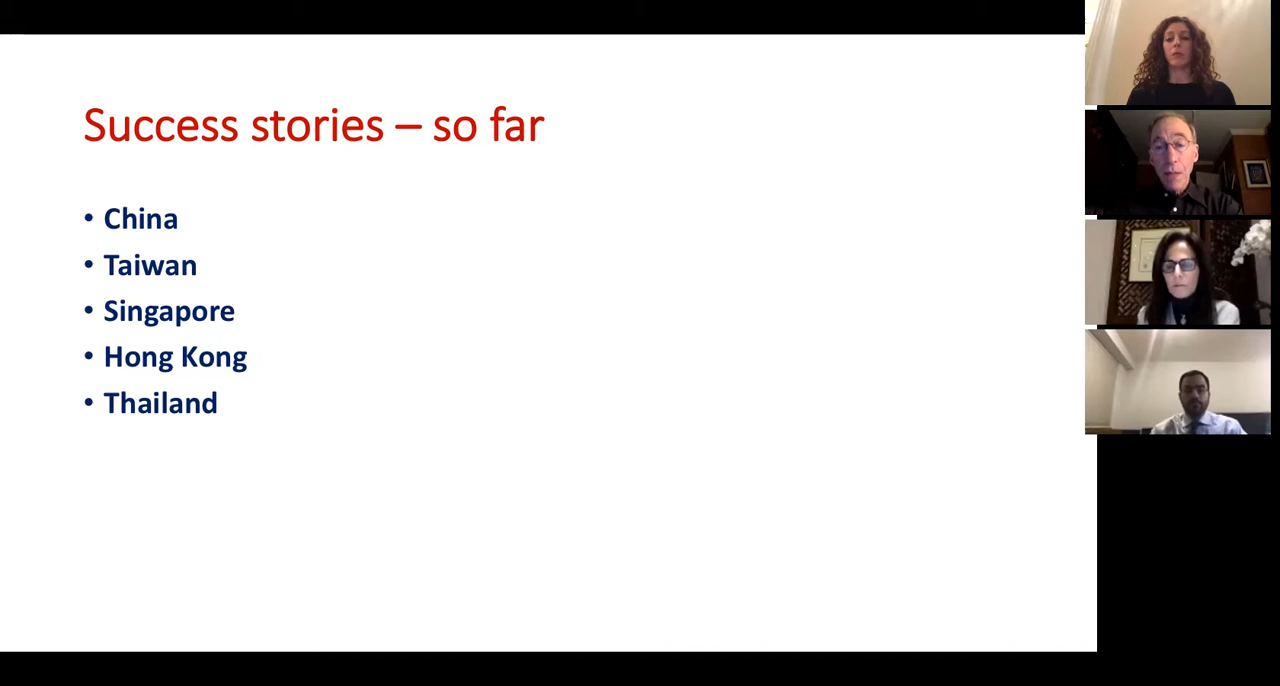 Success stories – so far
• China
• Taiwan
• Singapore
• Hong Kong
• Thailand